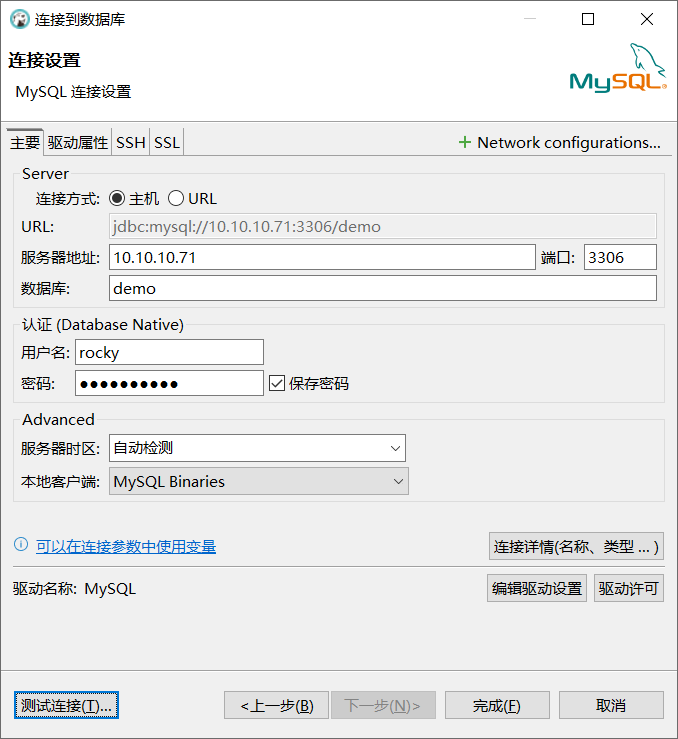 连接到数据库
连接设置
MySQL 连接设置
MySQL
主要 驱动属性 SSH SSL Network configurations...
Server
连接方式: 主机 URL
URL: jdbc:mysql://10.10.10.71:3306/demo
服务器地址: 10.10.10.71 端口: 3306
数据库: demo
认证 (Database Native)
用户名: rocky
密码: ●●●●●●●●●● 保存密码
Advanced
服务器时区: 自动检测
本地客户端: MySQL Binaries
可以在连接参数中使用变量 连接详情(名称、类型 ... )
驱动名称: MySQL 编辑驱动设置 驱动许可
测试连接(T)... <上一步(B) 下一步(N)> 完成(F) 取消